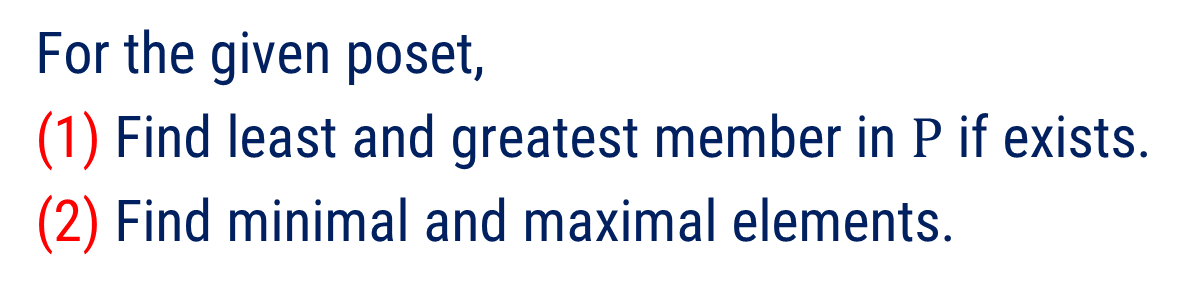 For the given poset,
(1) Find least and greatest member in P if exists.
(2) Find minimal and maximal elements.